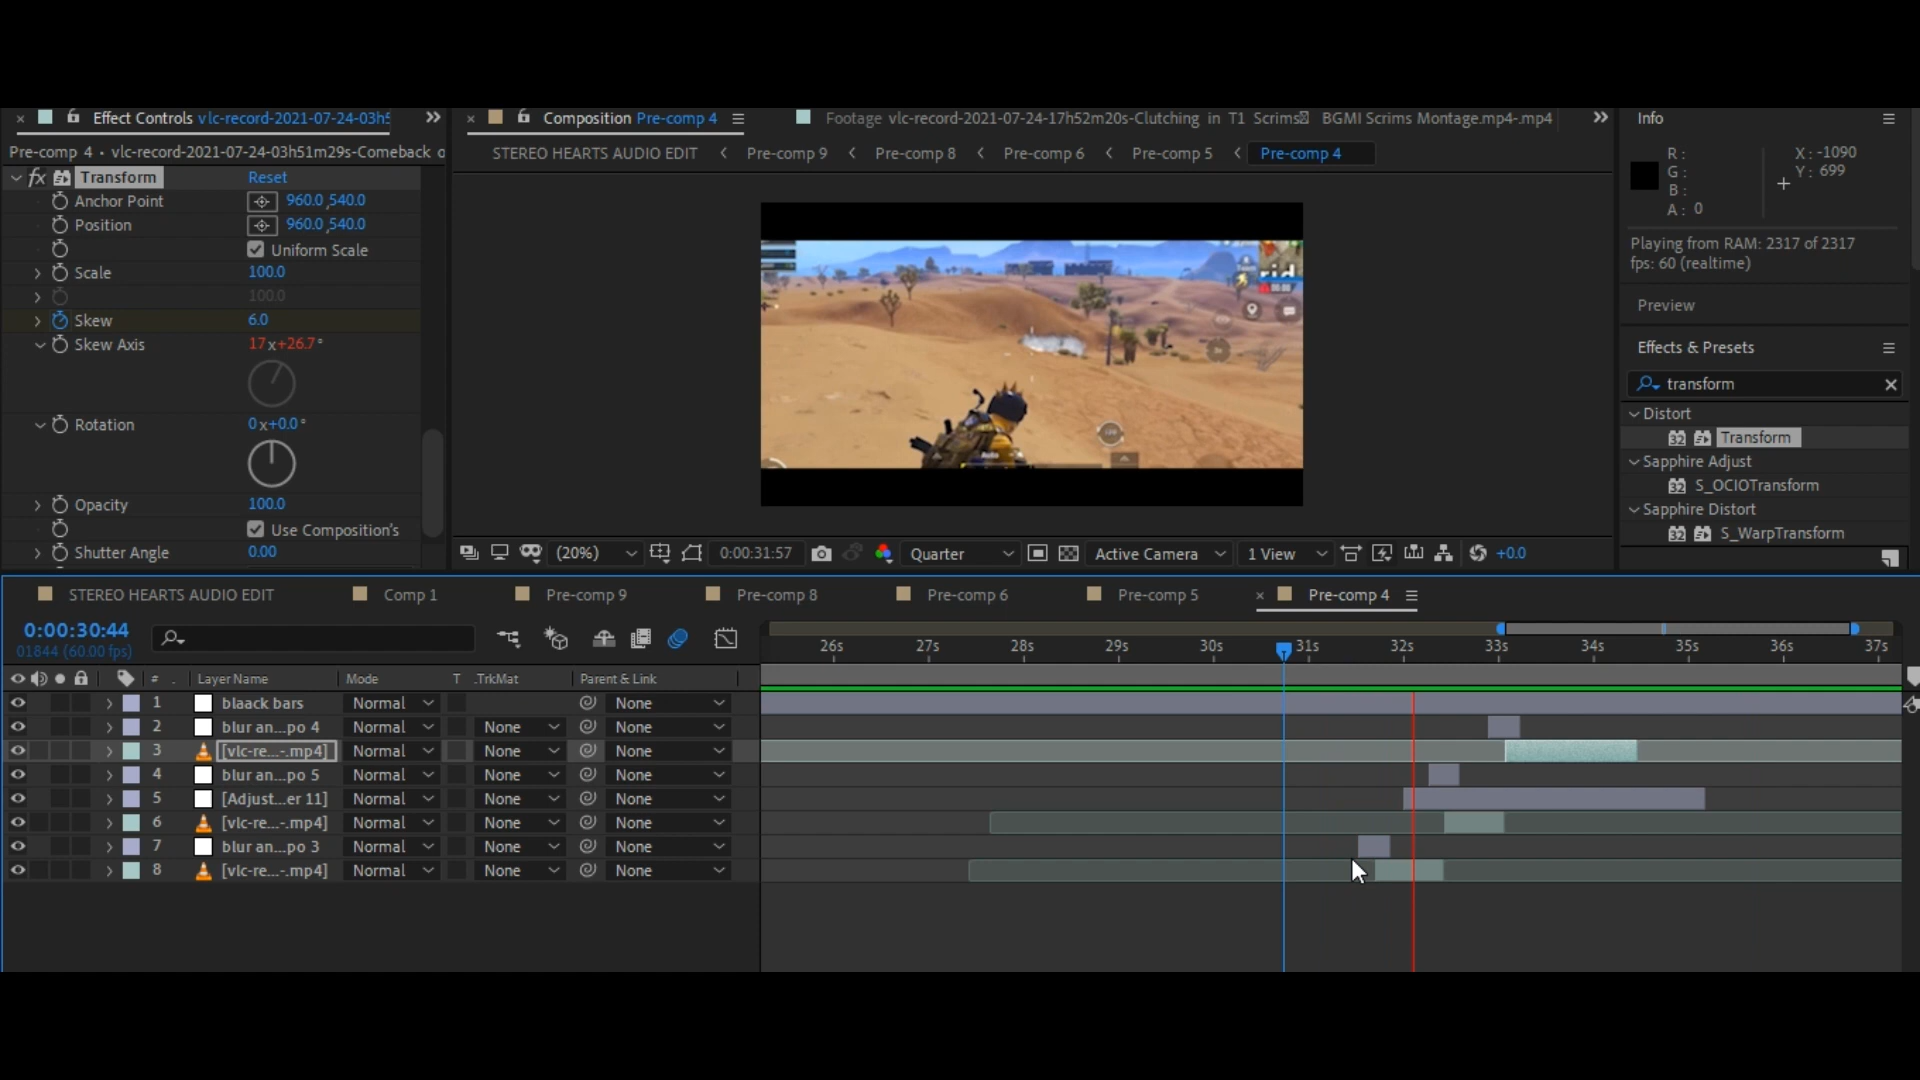 Effect Controls vlc-record-2021-07-24-03h5
Pre-comp 4 • vlc-record-2021-07-24-03h51m29s-Comeback o
fx Transform Reset
Anchor Point 960.0,540.0
Position 960.0,540.0
Uniform Scale
Scale 100.0
100.0
Skew 6.0
Skew Axis 17x+26.7°
Rotation 0x+0.0°
Opacity 100.0
Use Composition's
Shutter Angle 0.00
Composition Pre-comp 4
Footage vlc-record-2021-07-24-17h52m20s-Clutching in T1 Scrims BGMI Scrims Montage.mp4-.mp4
STEREO HEARTS AUDIO EDIT < Pre-comp 9 < Pre-comp 8 < Pre-comp 6 < Pre-comp 5 < Pre-comp 4
rid
Auto
(20%) 0:00:31:57 Quarter Active Camera 1 View +0.0
Info
R:
G:
B:
A: 0
X: -1090
Y: 699
Playing from RAM: 2317 of 2317
fps: 60 (realtime)
Preview
Effects & Presets
transform
Distort
32 Transform
Sapphire Adjust
32 S_OCIOTransform
Sapphire Distort
32 S_WarpTransform
STEREO HEARTS AUDIO EDIT Comp 1 Pre-comp 9 Pre-comp 8 Pre-comp 6 Pre-comp 5 Pre-comp 4
0:00:30:44
01844 (60.00 fps)
26s 27s 28s 29s 30s 31s 32s 33s 34s 35s 36s 37s
# . Layer Name Mode T .TrkMat Parent & Link
1 blaack bars Normal None
2 blur an...po 4 Normal None None
3 [vlc-re...-.mp4] Normal None None
4 blur an...po 5 Normal None None
5 [Adjust...er 11] Normal None None
6 [vlc-re...-.mp4] Normal None None
7 blur an...po 3 Normal None None
8 [vlc-re...-.mp4] Normal None None